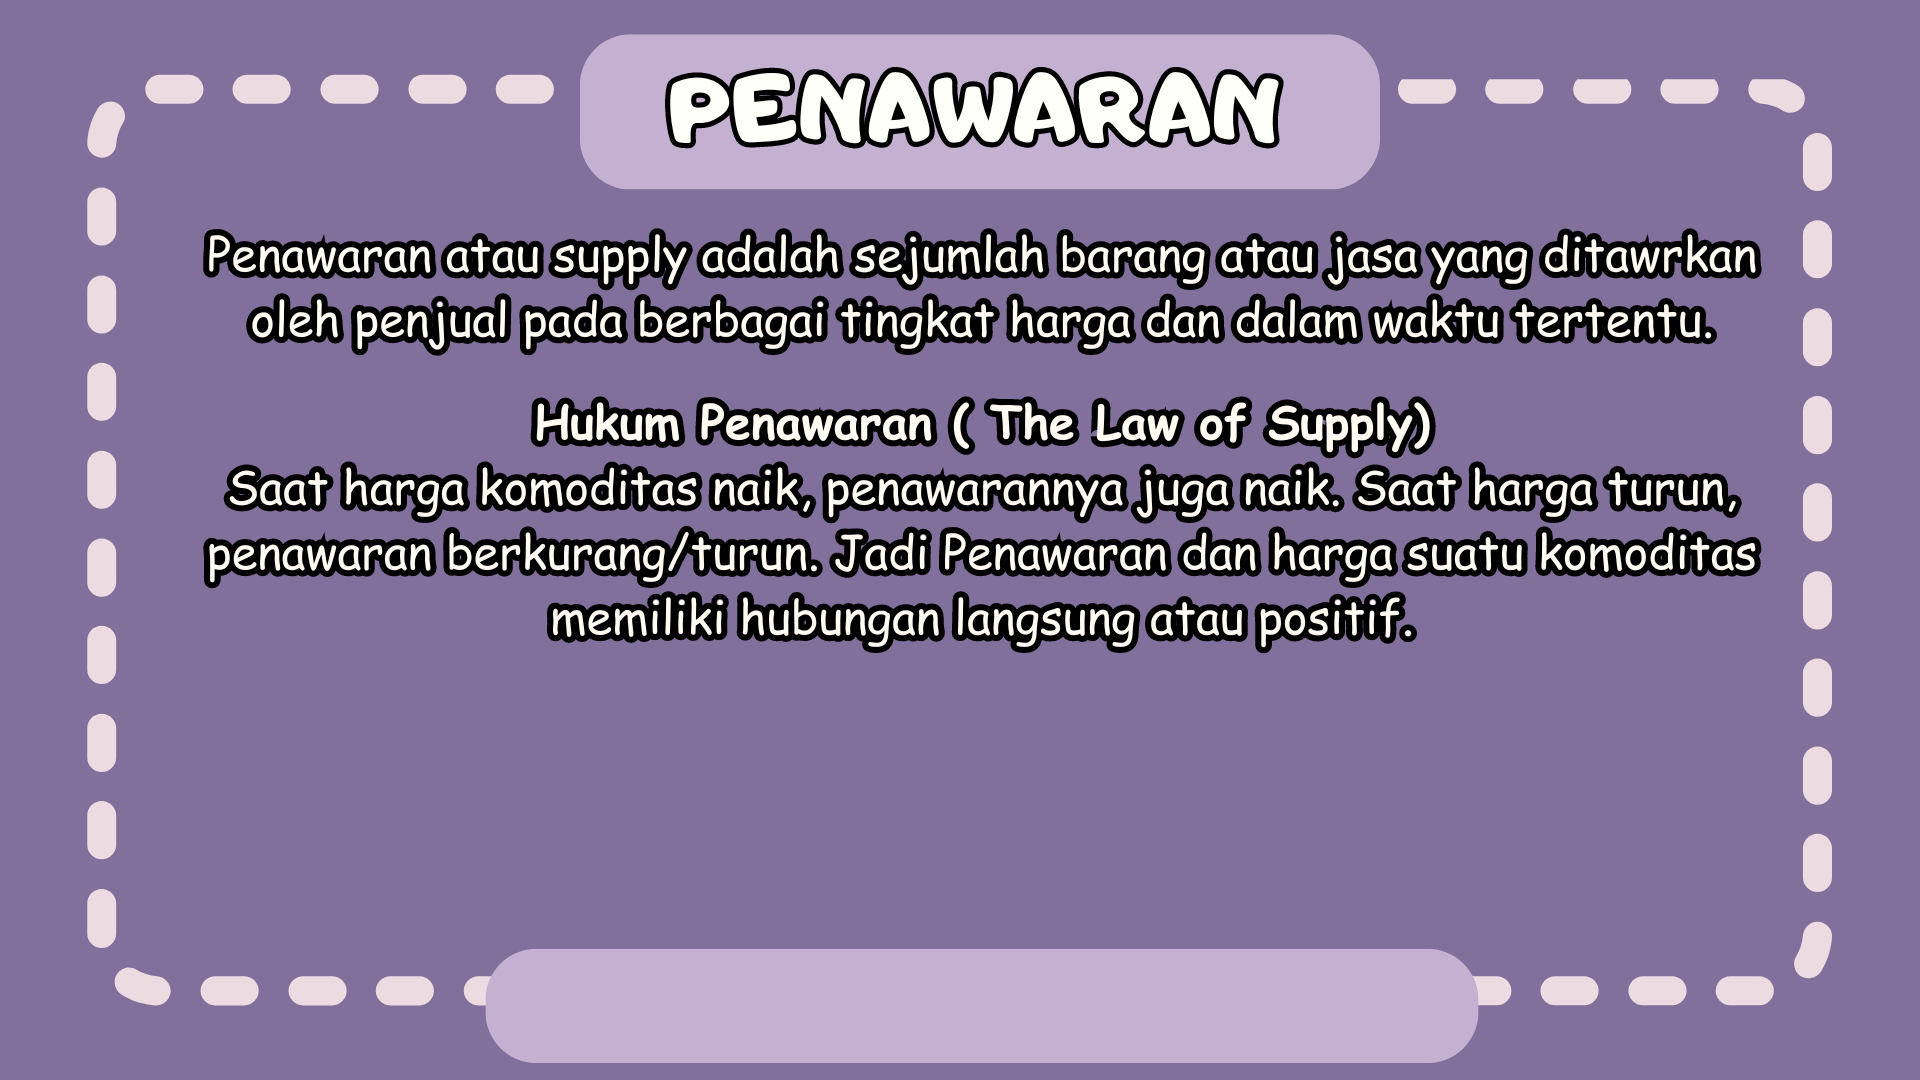 PENAWARAN
Penawaran atau supply adalah sejumlah barang atau jasa yang ditawrkan
oleh penjual pada berbagai tingkat harga dan dalam waktu tertentu.
Hukum Penawaran ( The Law of Supply)
Saat harga komoditas naik, penawarannya juga naik. Saat harga turun,
penawaran berkurang/turun. Jadi Penawaran dan harga suatu komoditas
memiliki hubungan langsung atau positif.